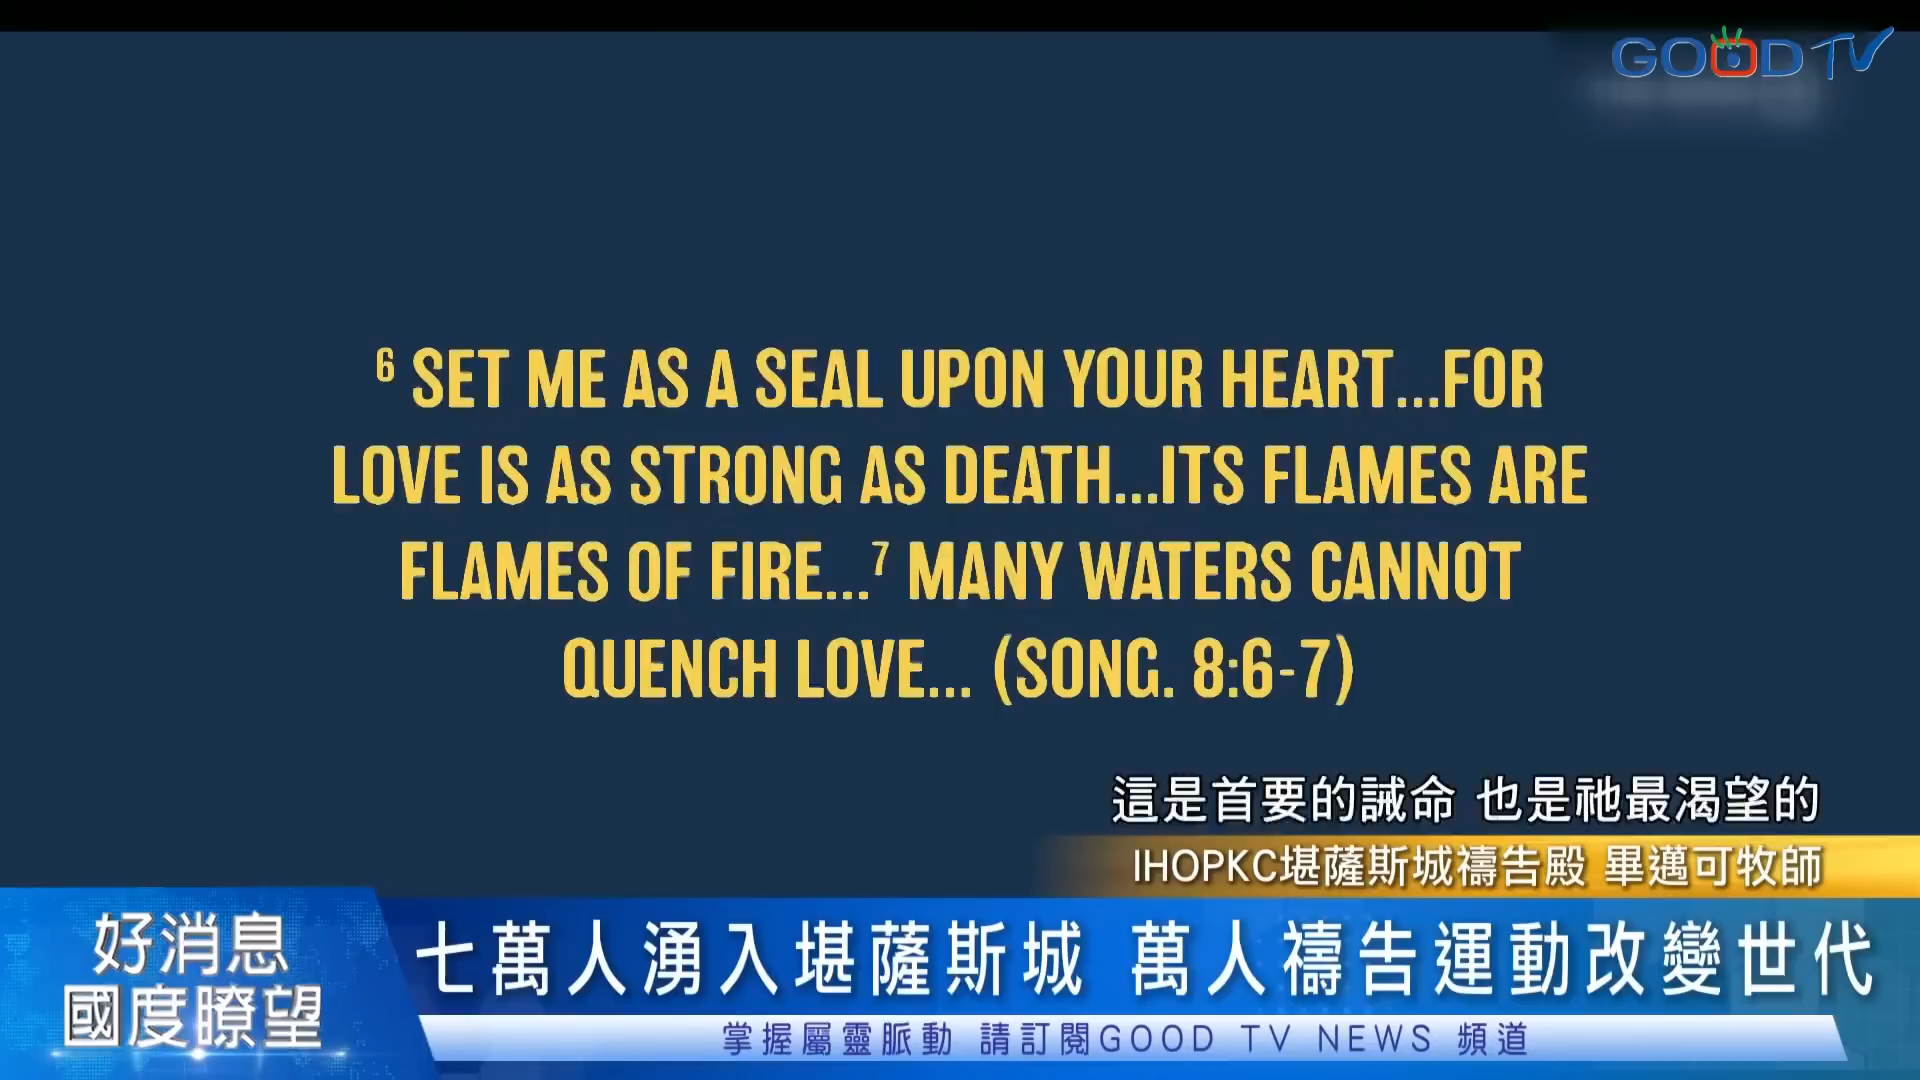 GOOD TV
6 SET ME AS A SEAL UPON YOUR HEART...FOR
LOVE IS AS STRONG AS DEATH...ITS FLAMES ARE
FLAMES OF FIRE...7 MANY WATERS CANNOT
QUENCH LOVE... (SONG. 8:6-7)
這是首要的誡命 也是祂最渴望的
IHOPKC堪薩斯城禱告殿 畢邁可牧師
好消息
國度瞭望
七萬人湧入堪薩斯城 萬人禱告運動改變世代
掌握屬靈脈動 請訂閱GOOD TV NEWS 頻道